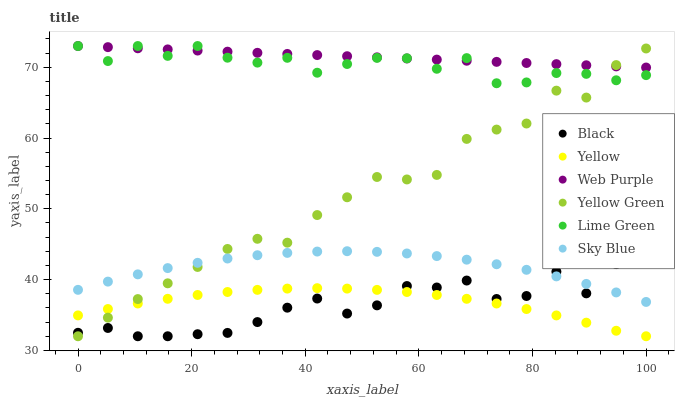 title
yaxis_label
70
60
50
40
30
Black
Yellow
Web Purple
Yellow Green
Lime Green
Sky Blue
0
20
40
60
80
100
xaxis_label